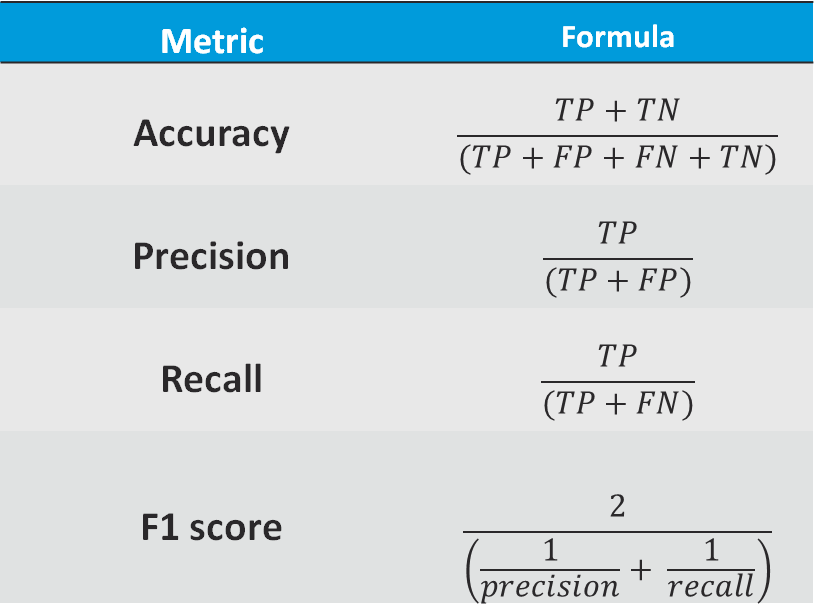 Metric Formula
Accuracy
TP + TN
(TP + FP + FN + TN)
Precision
TP
(TP + FP)
Recall
TP
(TP + FN)
F1 score
2
(1/precision + 1/recall)